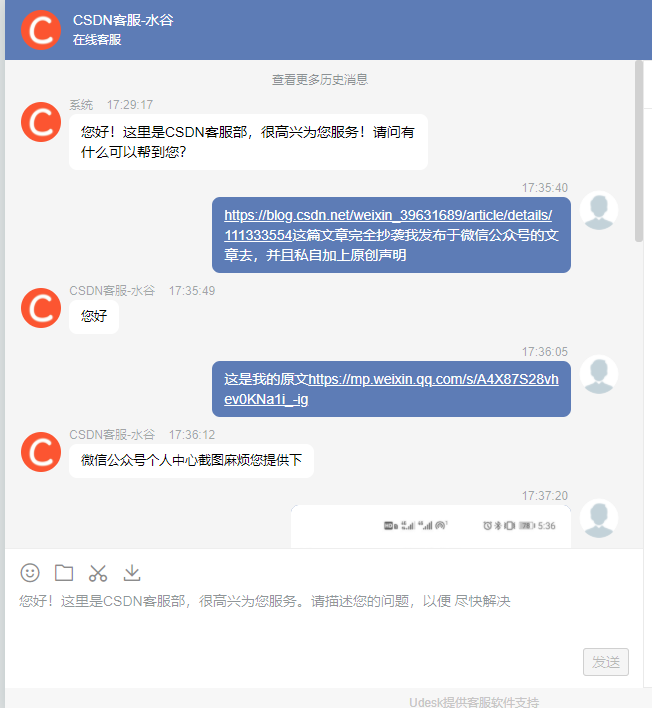 CSDN客服-水谷
在线客服
查看更多历史消息
系统 17:29:17
您好！这里是CSDN客服部，很高兴为您服务！请问有
什么可以帮到您？
17:35:40
https://blog.csdn.net/weixin_39631689/article/details/
111333554这篇文章完全抄袭我发布于微信公众号的文
章去，并且私自加上原创声明
CSDN客服-水谷 17:35:49
您好
17:36:05
这是我的原文https://mp.weixin.qq.com/s/A4X87S28vh
ev0KNa1i_-ig
CSDN客服-水谷 17:36:12
微信公众号个人中心截图麻烦您提供下
17:37:20
5:36
您好！这里是CSDN客服部，很高兴为您服务。请描述您的问题，以便 尽快解决
发送
Udesk提供客服软件支持